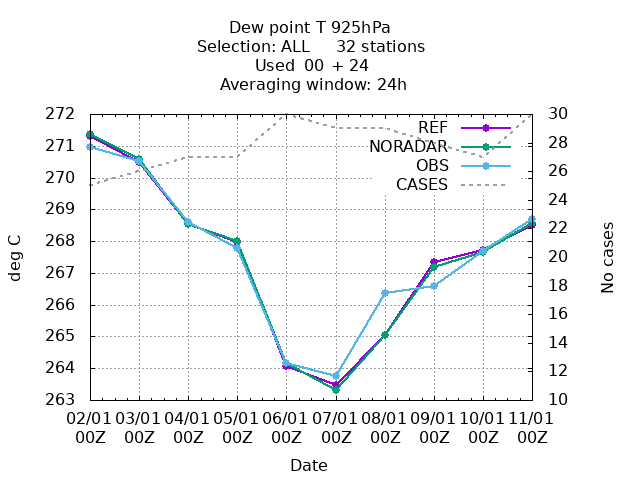 Dew point T 925hPa
Selection: ALL 32 stations
Used 00 + 24
Averaging window: 24h
272
271
270
269
268
267
266
265
264
263
deg C
30
28
26
24
22
20
18
16
14
12
10
No cases
REF
NORADAR
OBS
CASES
02/01 03/01 04/01 05/01 06/01 07/01 08/01 09/01 10/01 11/01
00Z 00Z 00Z 00Z 00Z 00Z 00Z 00Z 00Z 00Z
Date